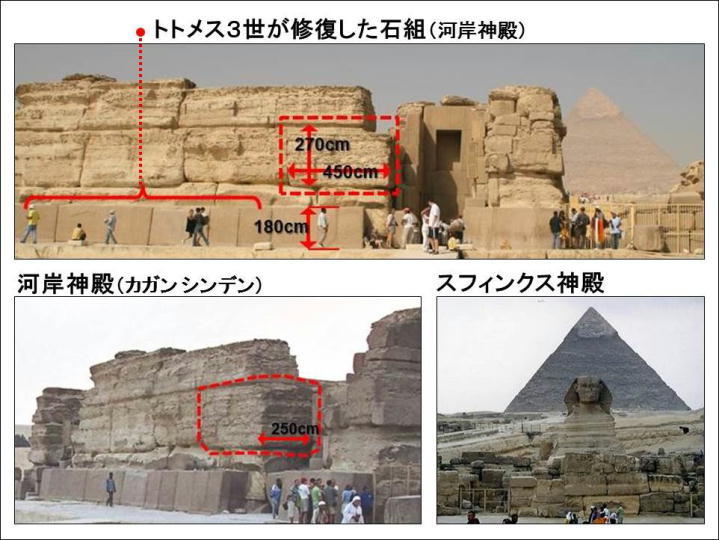 トトメス3世が修復した石組(河岸神殿)
270cm
450cm
180cm
河岸神殿(カガンシンデン)
スフィンクス神殿
250cm